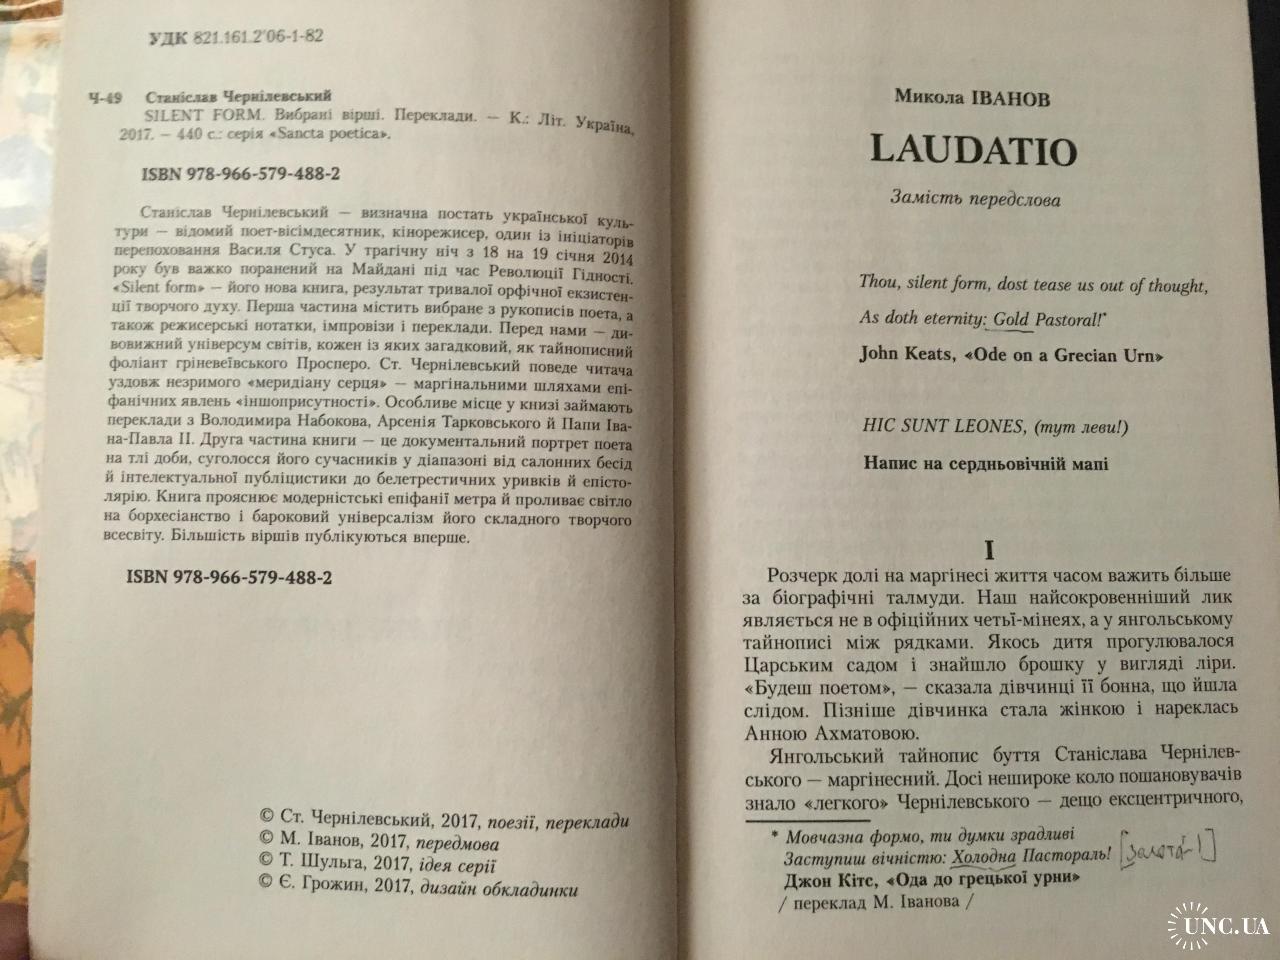 УДК 821.161.2'06-1-82
Ч-49 Станіслав Чернілевський
SILENT FORM. Вибрані вірші. Переклади. — К.: Літ. Україна,
2017. — 440 с.: серія «Sancta poetica».
ISBN 978-966-579-488-2
Станіслав Чернілевський — визначна постать української куль-
тури — відомий поет-вісімдесятник, кінорежисер, один із ініціаторів
перепоховання Василя Стуса. У трагічну ніч з 18 на 19 січня 2014
року був важко поранений на Майдані під час Революції Гідності.
«Silent form» — його нова книга, результат тривалої орфічної екзистен-
ції творчого духу. Перша частина містить вибране з рукописів поета, а
також режисерські нотатки, імпровізи і переклади. Перед нами — ди-
вовижний універсум світів, кожен із яких загадковий, як тайнописний
фоліант гріневеївського Просперо. Ст. Чернілевський поведе читача
уздовж незримого «меридіану серця» — маргінальними шляхами епі-
фанічних явлень «іншоприсутності». Особливе місце у книзі займають
переклади з Володимира Набокова, Арсенія Тарковського й Папи Іва-
на-Павла II. Друга частина книги — це документальний портрет поета
на тлі доби, суголосся його сучасників у діапазоні від салонних бесід
й інтелектуальної публіцистики до белетрестичних уривків й епісто-
лярію. Книга прояснює модерністські епіфанії метра й проливає світло
на борхесіанство і бароковий універсалізм його складного творчого
всесвіту. Більшість віршів публікуються вперше.
ISBN 978-966-579-488-2
© Ст. Чернілевський, 2017, поезії, переклади
© М. Іванов, 2017, передмова
© Т. Шульга, 2017, ідея серії
© Є. Грожин, 2017, дизайн обкладинки
Микола ІВАНОВ
LAUDATIO
Замість передслова
Thou, silent form, dost tease us out of thought,
As doth eternity: Gold Pastoral!*
John Keats, «Ode on a Grecian Urn»
HIC SUNT LEONES, (тут леви!)
Напис на сердньовічній мапі
I
Розчерк долі на маргінесі життя часом важить більше
за біографічні талмуди. Наш найсокровенніший лик
являється не в офіційних четьї-мінеях, а у янгольському
тайнописі між рядками. Якось дитя прогулювалося
Царським садом і знайшло брошку у вигляді ліри.
«Будеш поетом», — сказала дівчинці її бонна, що йшла
слідом. Пізніше дівчинка стала жінкою і нареклась
Анною Ахматовою.
Янгольський тайнопис буття Станіслава Чернілев-
ського — маргінесний. Досі нешироке коло пошановувачів
знало «легкого» Чернілевського — дещо ексцентричного,
* Мовчазна формо, ти думки зрадливі
Заступиш вічністю: Холодна Пастораль! [Золота-!]
Джон Кітс, «Ода до грецької урни»
/ переклад М. Іванова /
UNC.UA